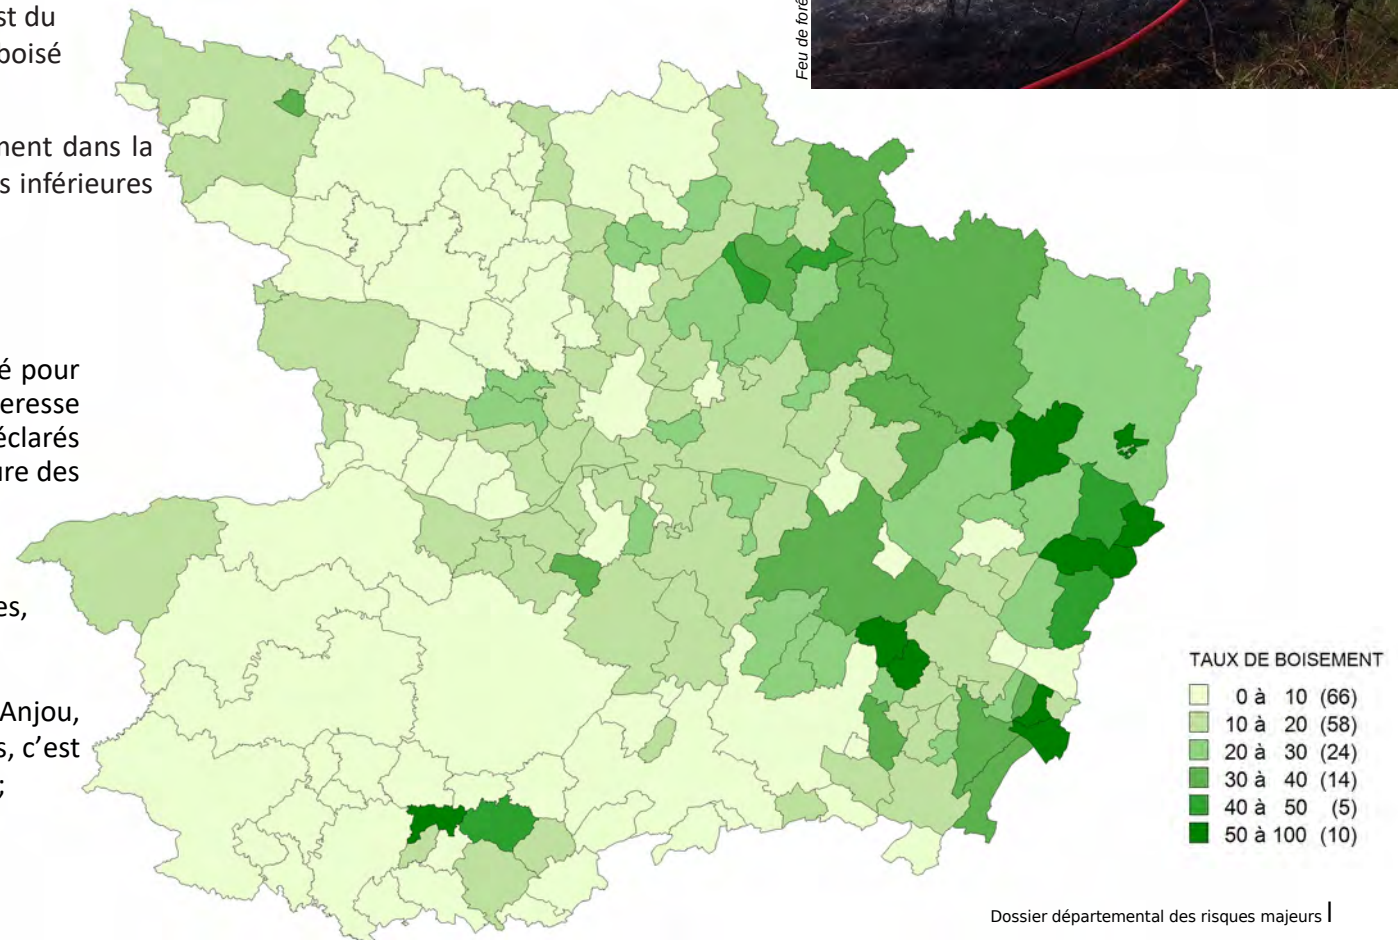 st du
boisé
ment dans la
s inférieures
é pour
eresse
éclarés
ure des
es,
Anjou,
s, c’est
;
Feu de foré
TAUX DE BOISEMENT
0 à 10 (66)
10 à 20 (58)
20 à 30 (24)
30 à 40 (14)
40 à 50 (5)
50 à 100 (10)
Dossier départemental des risques majeurs |